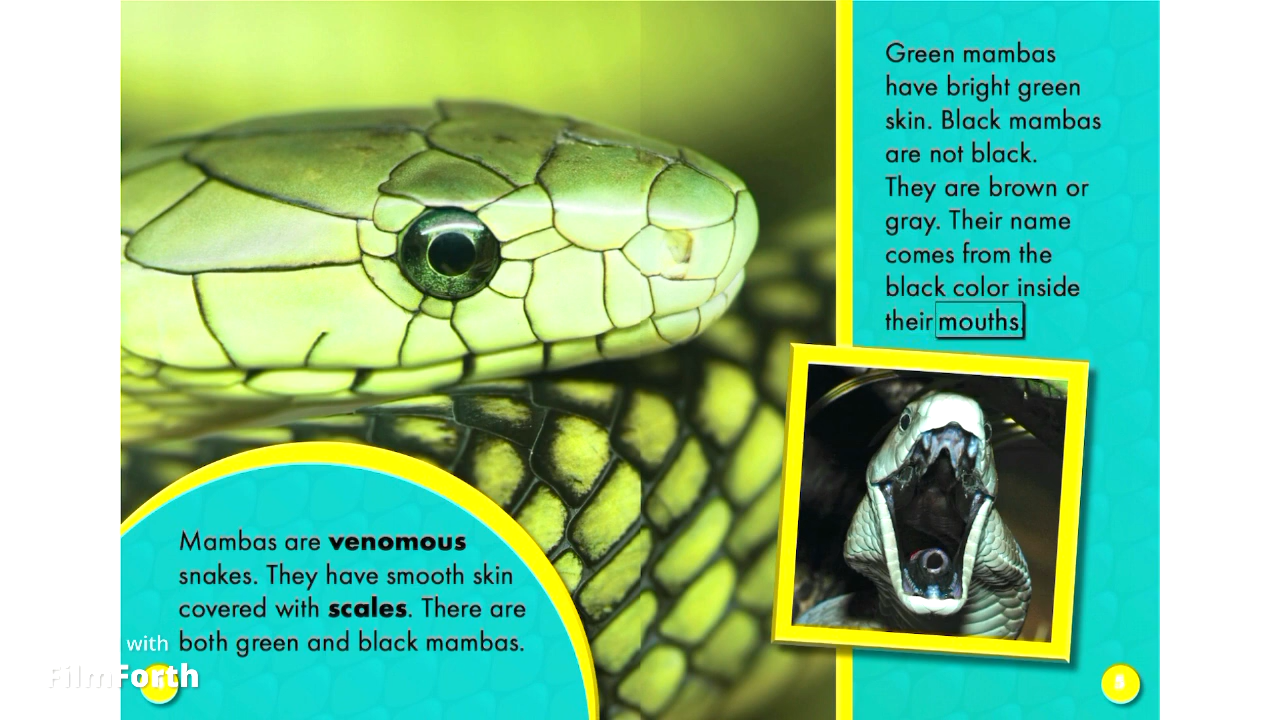 Mambas are venomous
snakes. They have smooth skin
covered with scales. There are
both green and black mambas.
Green mambas
have bright green
skin. Black mambas
are not black.
They are brown or
gray. Their name
comes from the
black color inside
their mouths.
with
FilmForth
5